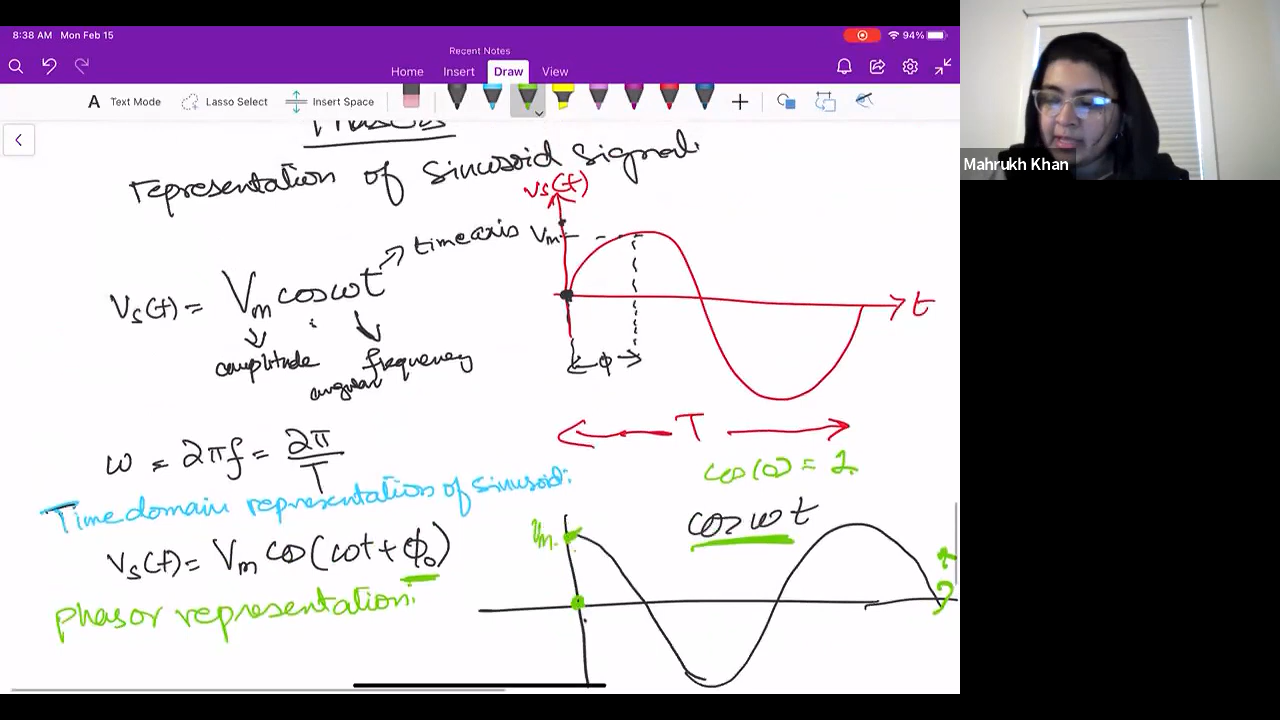 8:38 AM Mon Feb 15
94%
Recent Notes
Home Insert Draw View
A Text Mode Lasso Select Insert Space
Mahrukh Khan
Phasors
representation of sinusoid signal.
vs(t)
Vs(t) = Vm cos ωt → time axis
Vm
amplitude angular frequency
ϕ
t
T
ω = 2πf = 2π/T
cos(0) = 1
Time domain representation of sinusoid:
cos ωt
Vs(t) = Vm cos(ωt + ϕ0)
Vm
phasor representation: